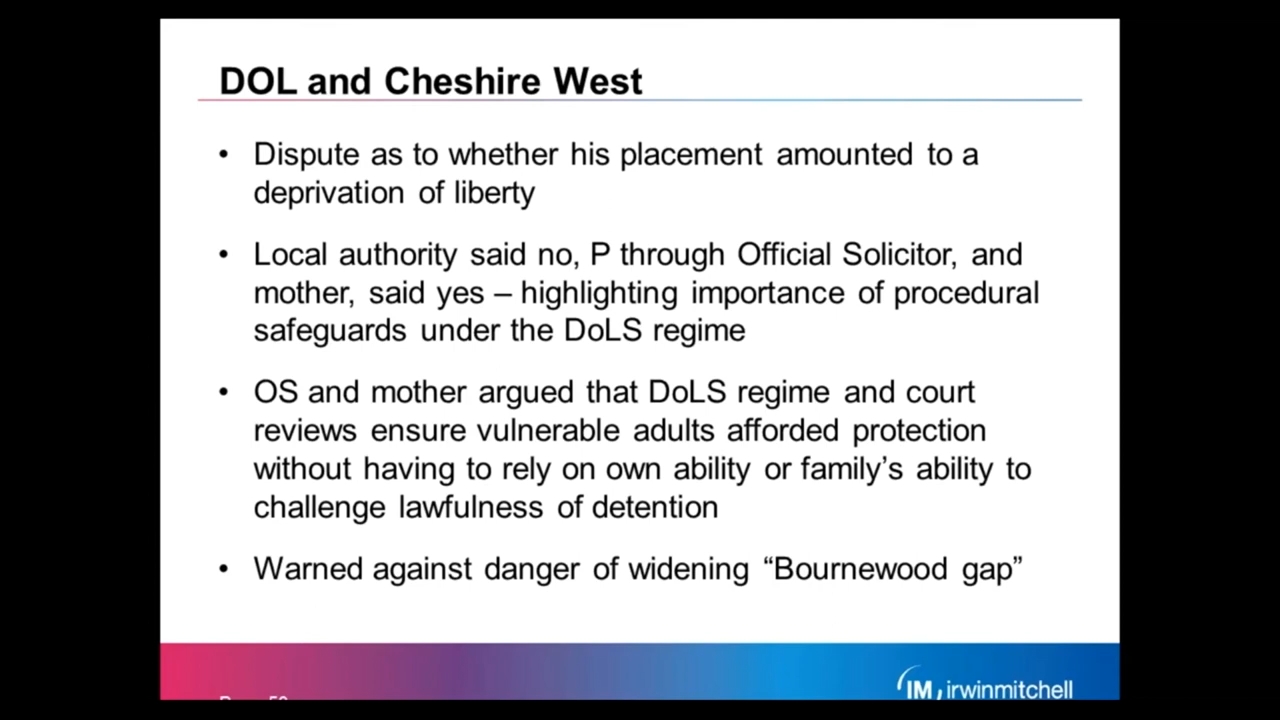 DOL and Cheshire West
• Dispute as to whether his placement amounted to a
deprivation of liberty
• Local authority said no, P through Official Solicitor, and
mother, said yes – highlighting importance of procedural
safeguards under the DoLS regime
• OS and mother argued that DoLS regime and court
reviews ensure vulnerable adults afforded protection
without having to rely on own ability or family’s ability to
challenge lawfulness of detention
• Warned against danger of widening “Bournewood gap”
IM irwinmitchell